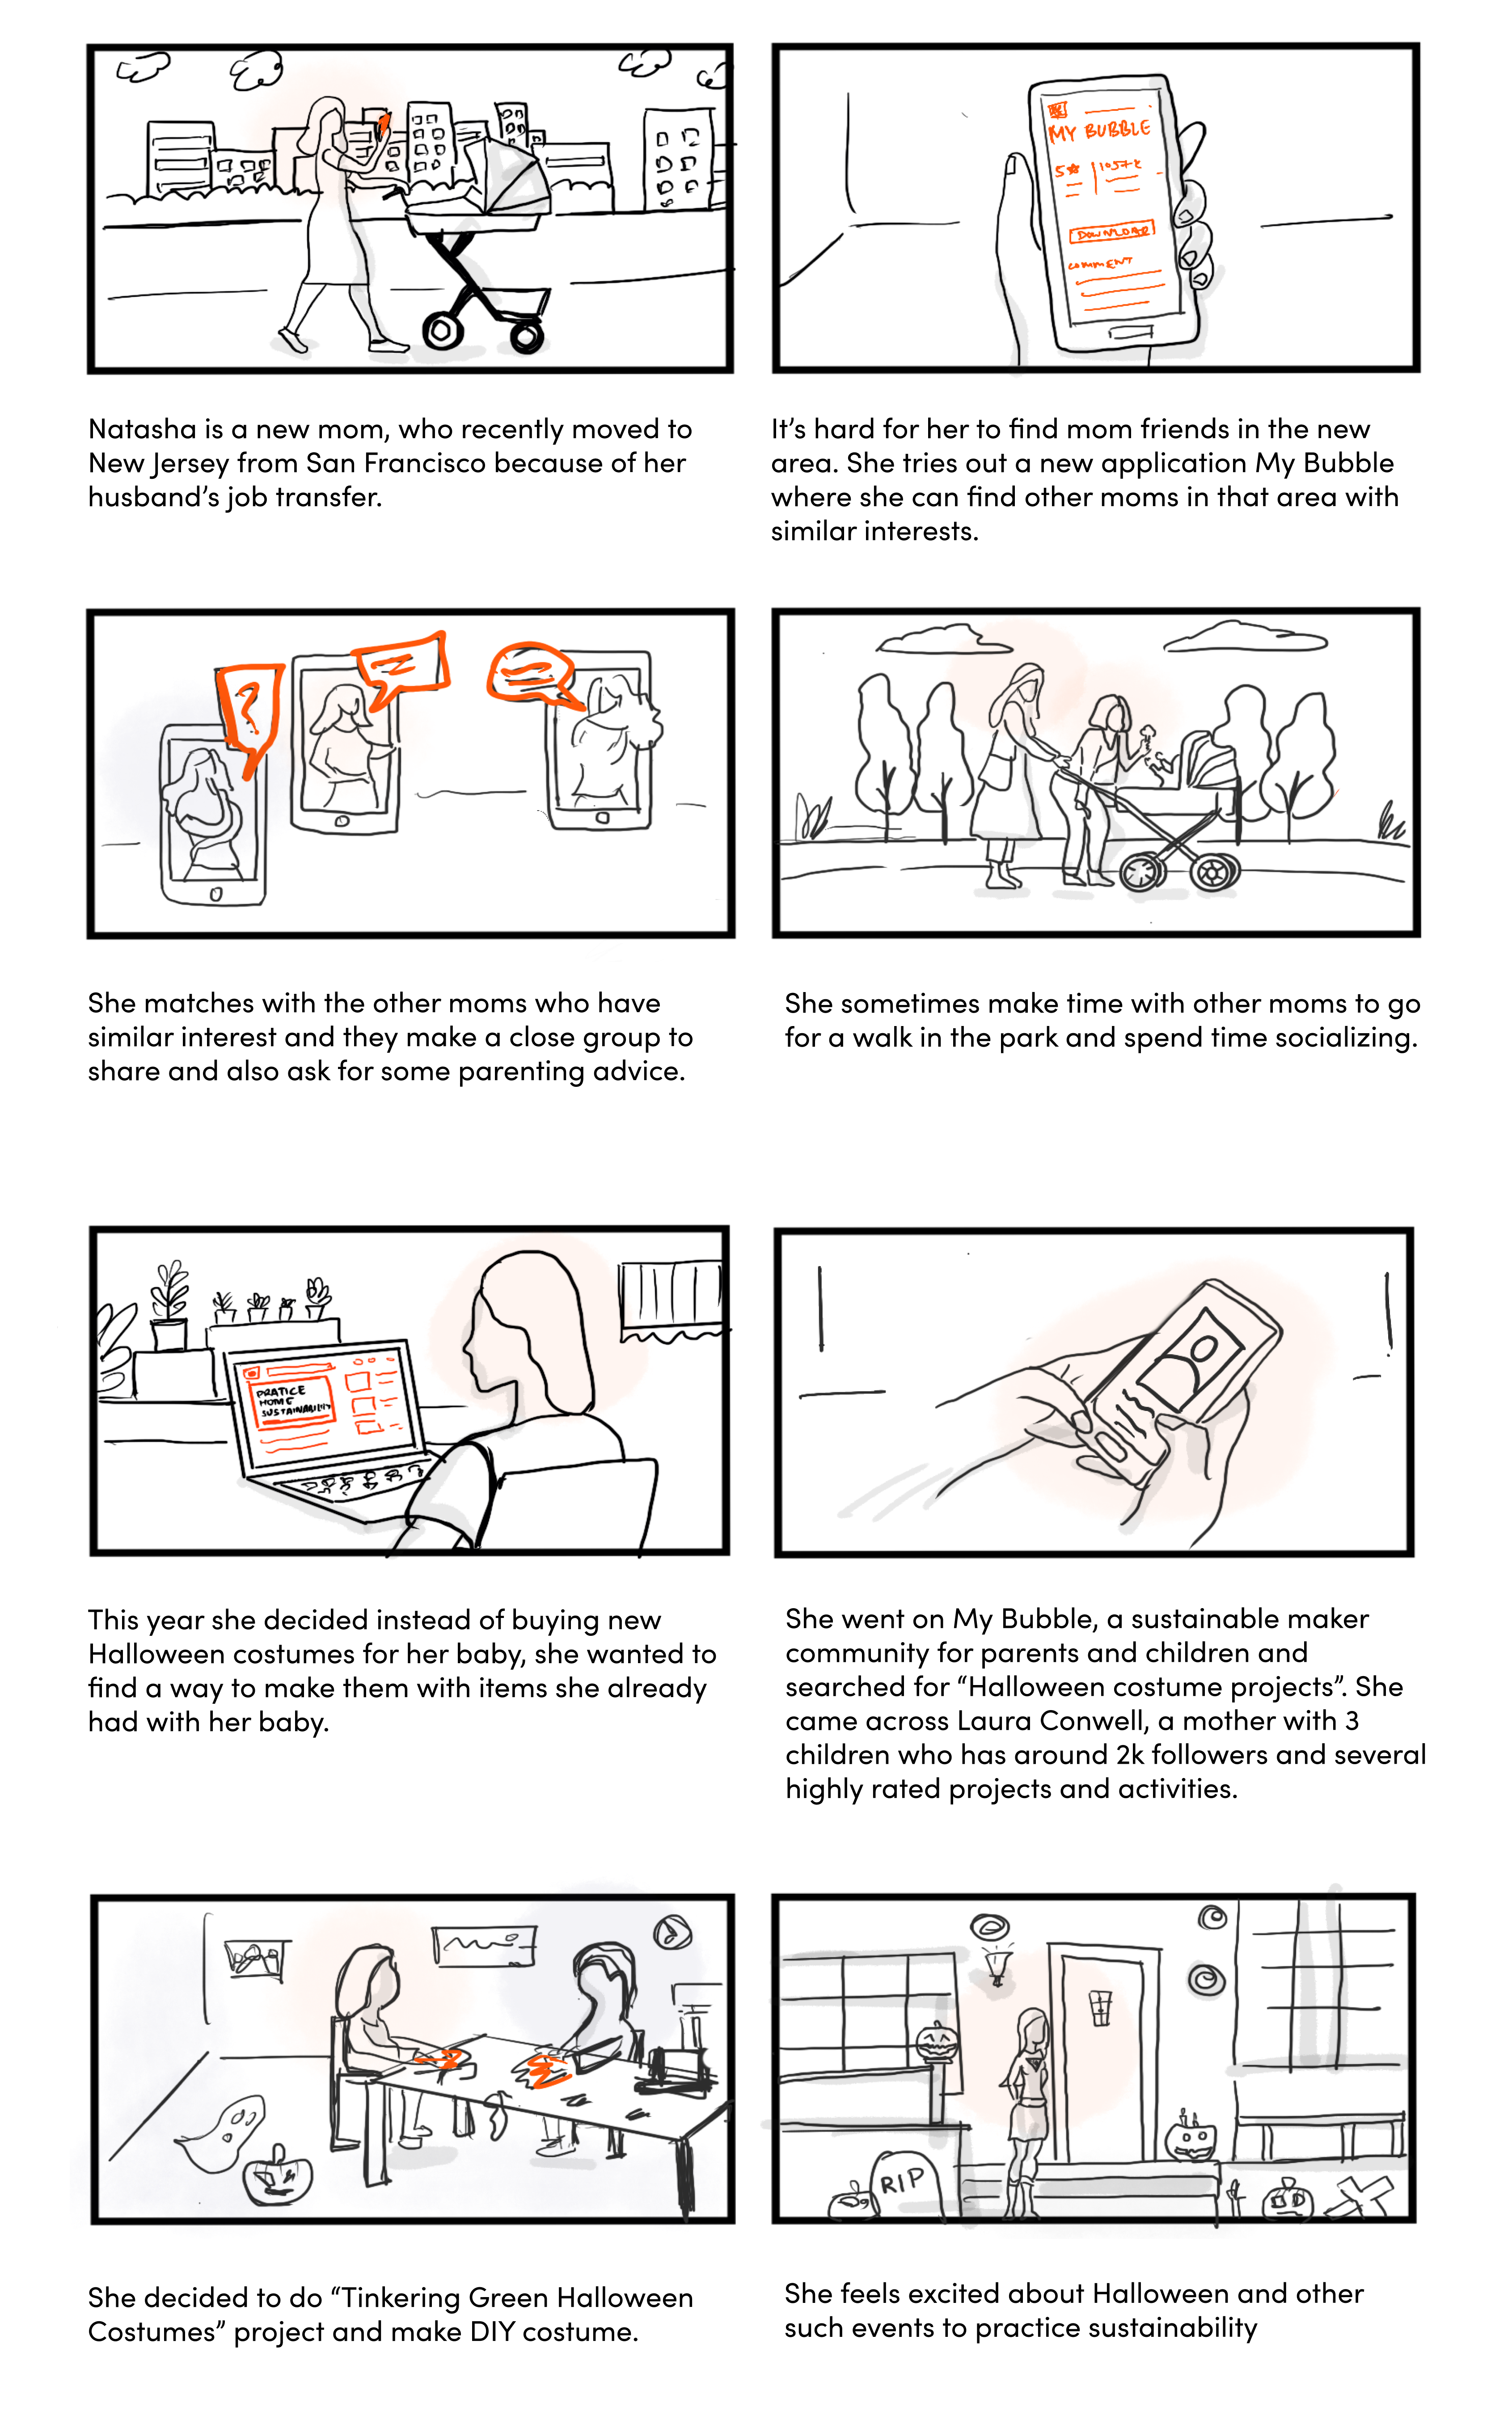 MY BUBBLE
5★
DOWNLOAD
COMMENT
Natasha is a new mom, who recently moved to
New Jersey from San Francisco because of her
husband’s job transfer.
It’s hard for her to find mom friends in the new
area. She tries out a new application My Bubble
where she can find other moms in that area with
similar interests.
?
She matches with the other moms who have
similar interest and they make a close group to
share and also ask for some parenting advice.
She sometimes make time with other moms to go
for a walk in the park and spend time socializing.
PRATICE
HOME
SUSTAINABILITY
This year she decided instead of buying new
Halloween costumes for her baby, she wanted to
find a way to make them with items she already
had with her baby.
She went on My Bubble, a sustainable maker
community for parents and children and
searched for “Halloween costume projects”. She
came across Laura Conwell, a mother with 3
children who has around 2k followers and several
highly rated projects and activities.
RIP
She decided to do “Tinkering Green Halloween
Costumes” project and make DIY costume.
She feels excited about Halloween and other
such events to practice sustainability